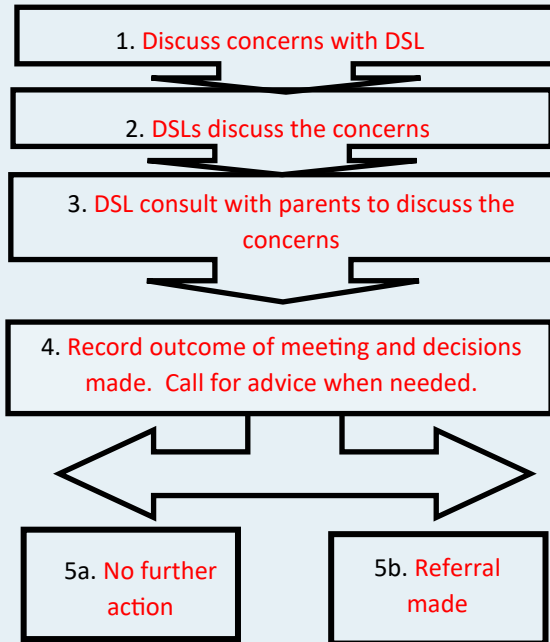 1. Discuss concerns with DSL
2. DSLs discuss the concerns
3. DSL consult with parents to discuss the
concerns
4. Record outcome of meeting and decisions
made.  Call for advice when needed.
5a. No further
action
5b. Referral
made